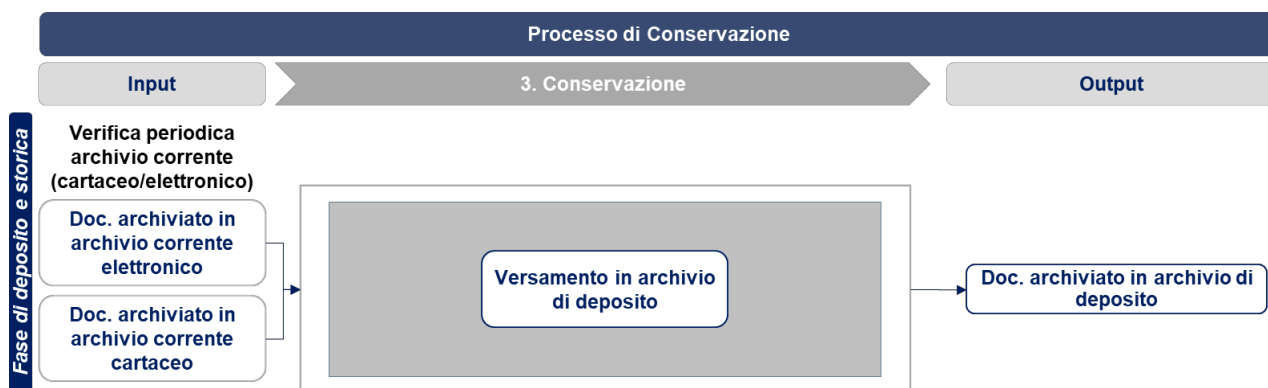 Processo di Conservazione
Input
3. Conservazione
Output
Fase di deposito e storica
Verifica periodica
archivio corrente
(cartaceo/elettronico)
Doc. archiviato in
archivio corrente
elettronico
Doc. archiviato in
archivio corrente
cartaceo
Versamento in archivio
di deposito
Doc. archiviato in archivio di
deposito